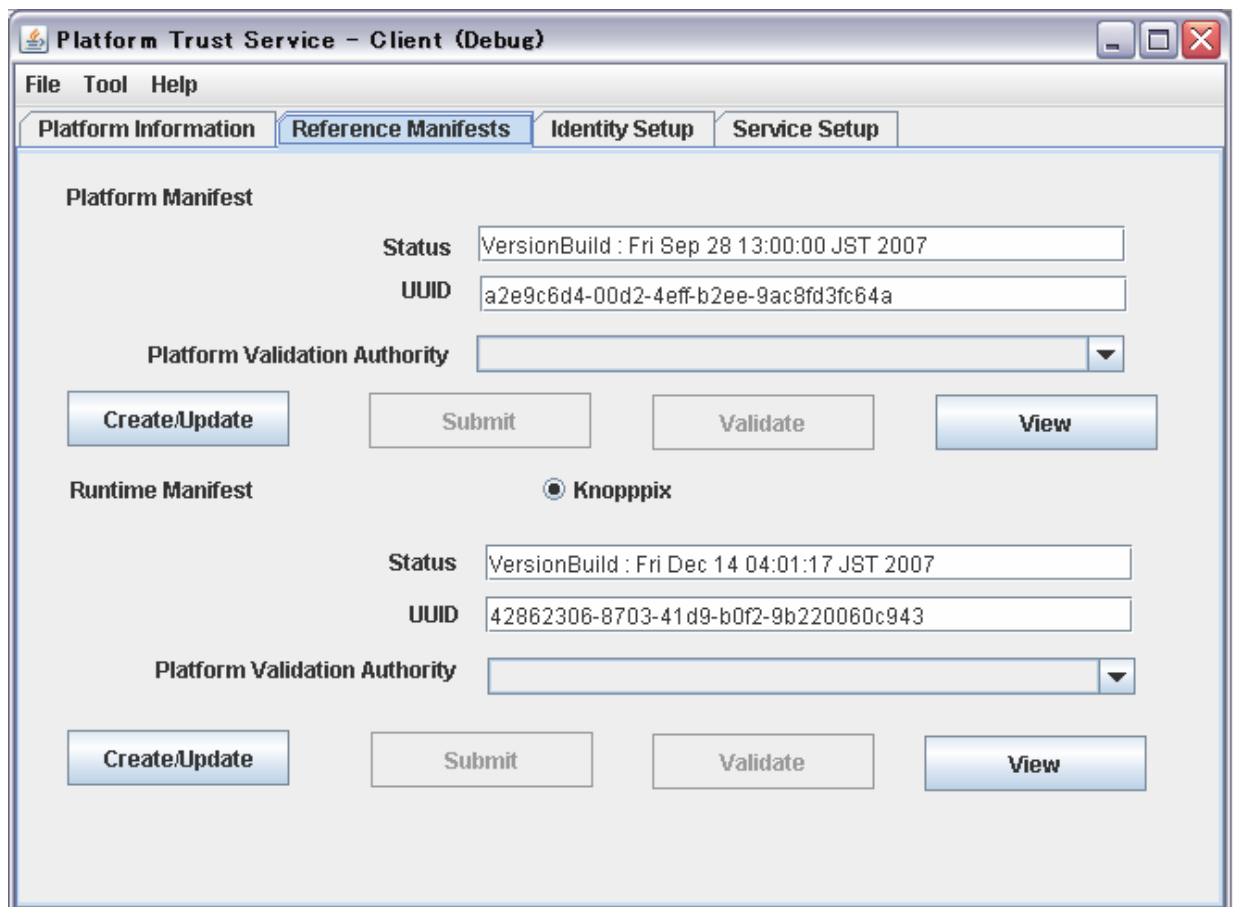 Platform Trust Service - Client (Debug)
File Tool Help
Platform Information Reference Manifests Identity Setup Service Setup
Platform Manifest
Status VersionBuild : Fri Sep 28 13:00:00 JST 2007
UUID a2e9c6d4-00d2-4eff-b2ee-9ac8fd3fc64a
Platform Validation Authority
Create/Update Submit Validate View
Runtime Manifest Knopppix
Status VersionBuild : Fri Dec 14 04:01:17 JST 2007
UUID 42862306-8703-41d9-b0f2-9b220060c943
Platform Validation Authority
Create/Update Submit Validate View